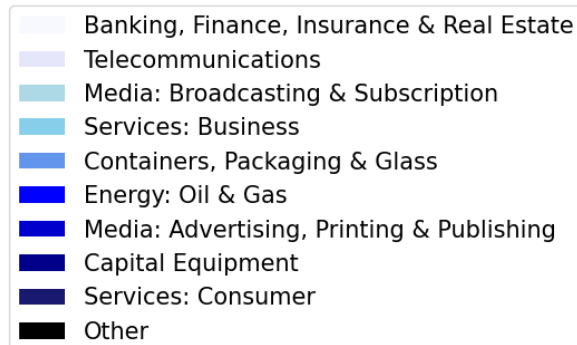 Banking, Finance, Insurance & Real Estate
Telecommunications
Media: Broadcasting & Subscription
Services: Business
Containers, Packaging & Glass
Energy: Oil & Gas
Media: Advertising, Printing & Publishing
Capital Equipment
Services: Consumer
Other